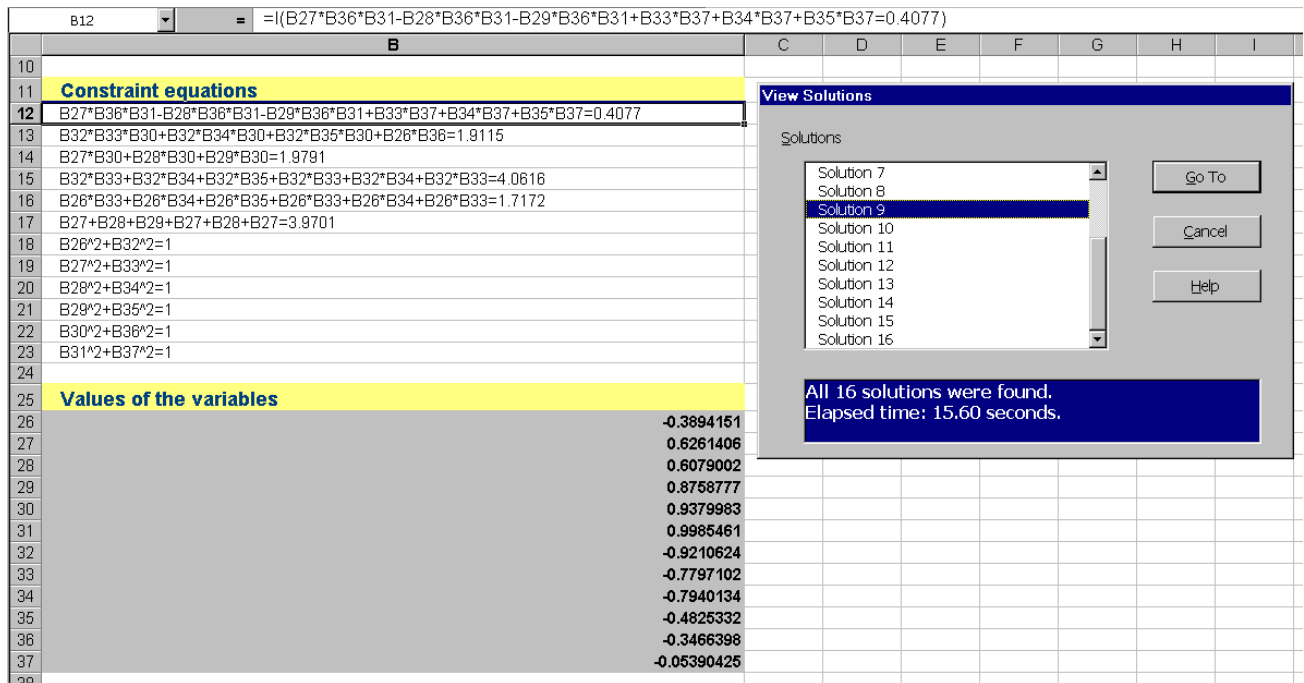 B12 = =I(B27*B36*B31-B28*B36*B31-B29*B36*B31+B33*B37+B34*B37+B35*B37=0.4077)
B C D E F G H I
10
11 Constraint equations
12 B27*B36*B31-B28*B36*B31-B29*B36*B31+B33*B37+B34*B37+B35*B37=0.4077
13 B32*B33*B30+B32*B34*B30+B32*B35*B30+B26*B36=1.9115
14 B27*B30+B28*B30+B29*B30=1.9791
15 B32*B33+B32*B34+B32*B35+B32*B33+B32*B34+B32*B33=4.0616
16 B26*B33+B26*B34+B26*B35+B26*B33+B26*B34+B26*B33=1.7172
17 B27+B28+B29+B27+B28+B27=3.9701
18 B26^2+B32^2=1
19 B27^2+B33^2=1
20 B28^2+B34^2=1
21 B29^2+B35^2=1
22 B30^2+B36^2=1
23 B31^2+B37^2=1
24
25 Values of the variables
26 -0.3894151
27 0.6261406
28 0.6079002
29 0.8758777
30 0.9379983
31 0.9985461
32 -0.9210624
33 -0.7797102
34 -0.7940134
35 -0.4825332
36 -0.3466398
37 -0.05390425
38
View Solutions
Solutions
Solution 7
Solution 8
Solution 9
Solution 10
Solution 11
Solution 12
Solution 13
Solution 14
Solution 15
Solution 16
Go To
Cancel
Help
All 16 solutions were found.
Elapsed time: 15.60 seconds.